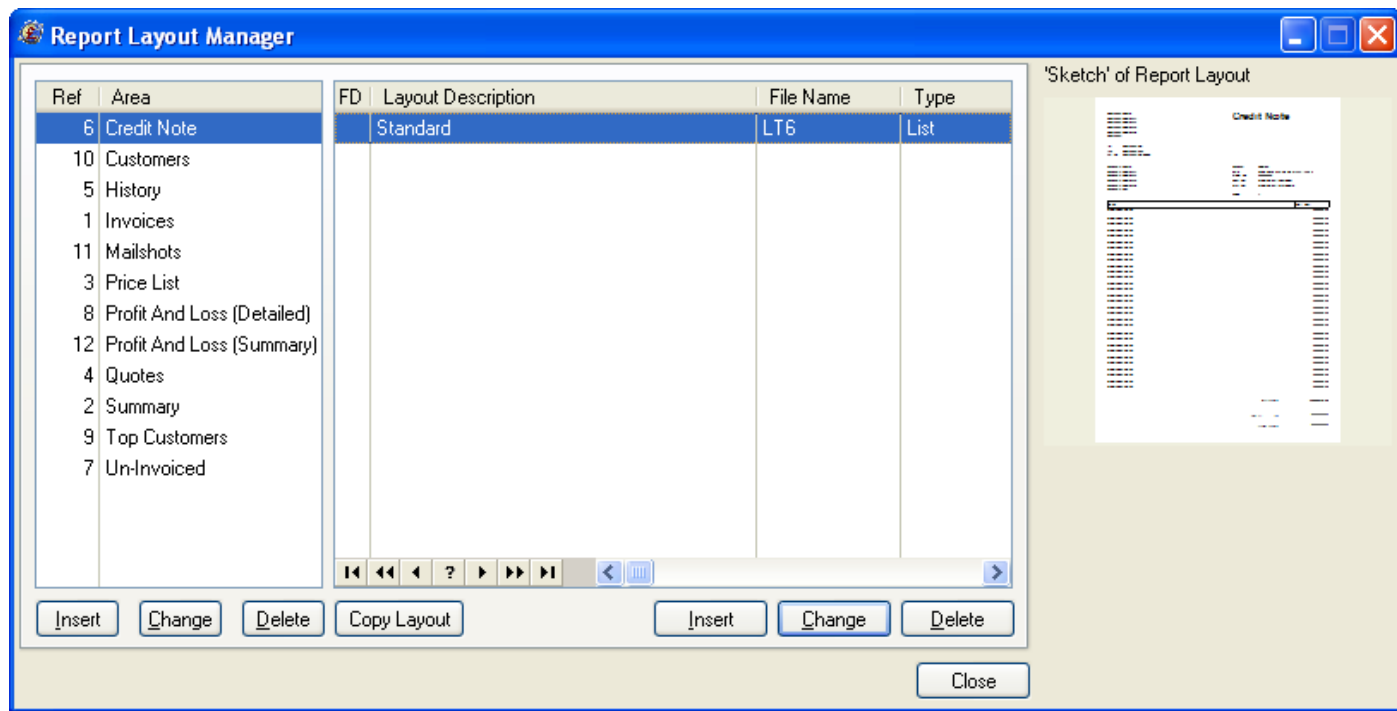 Report Layout Manager
'Sketch' of Report Layout
Ref Area
6 Credit Note
10 Customers
5 History
1 Invoices
11 Mailshots
3 Price List
8 Profit And Loss (Detailed)
12 Profit And Loss (Summary)
4 Quotes
2 Summary
9 Top Customers
7 Un-Invoiced
FD Layout Description File Name Type
Standard LT6 List
?
Insert Change Delete Copy Layout Insert Change Delete
Close
Credit Note